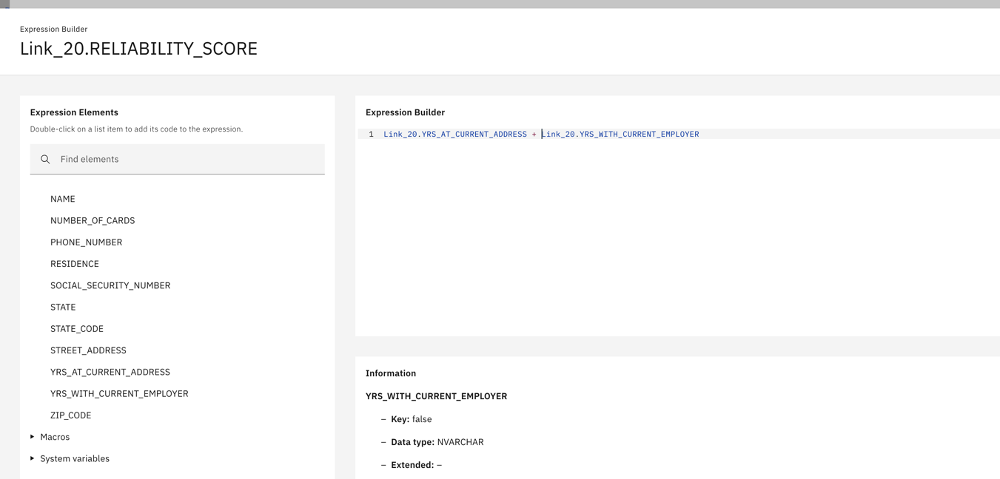 Expression Builder
Link_20.RELIABILITY_SCORE
Expression Elements
Double-click on a list item to add its code to the expression.
Find elements
NAME
NUMBER_OF_CARDS
PHONE_NUMBER
RESIDENCE
SOCIAL_SECURITY_NUMBER
STATE
STATE_CODE
STREET_ADDRESS
YRS_AT_CURRENT_ADDRESS
YRS_WITH_CURRENT_EMPLOYER
ZIP_CODE
Macros
System variables
Expression Builder
1 Link_20.YRS_AT_CURRENT_ADDRESS + Link_20.YRS_WITH_CURRENT_EMPLOYER
Information
YRS_WITH_CURRENT_EMPLOYER
– Key: false
– Data type: NVARCHAR
– Extended: –